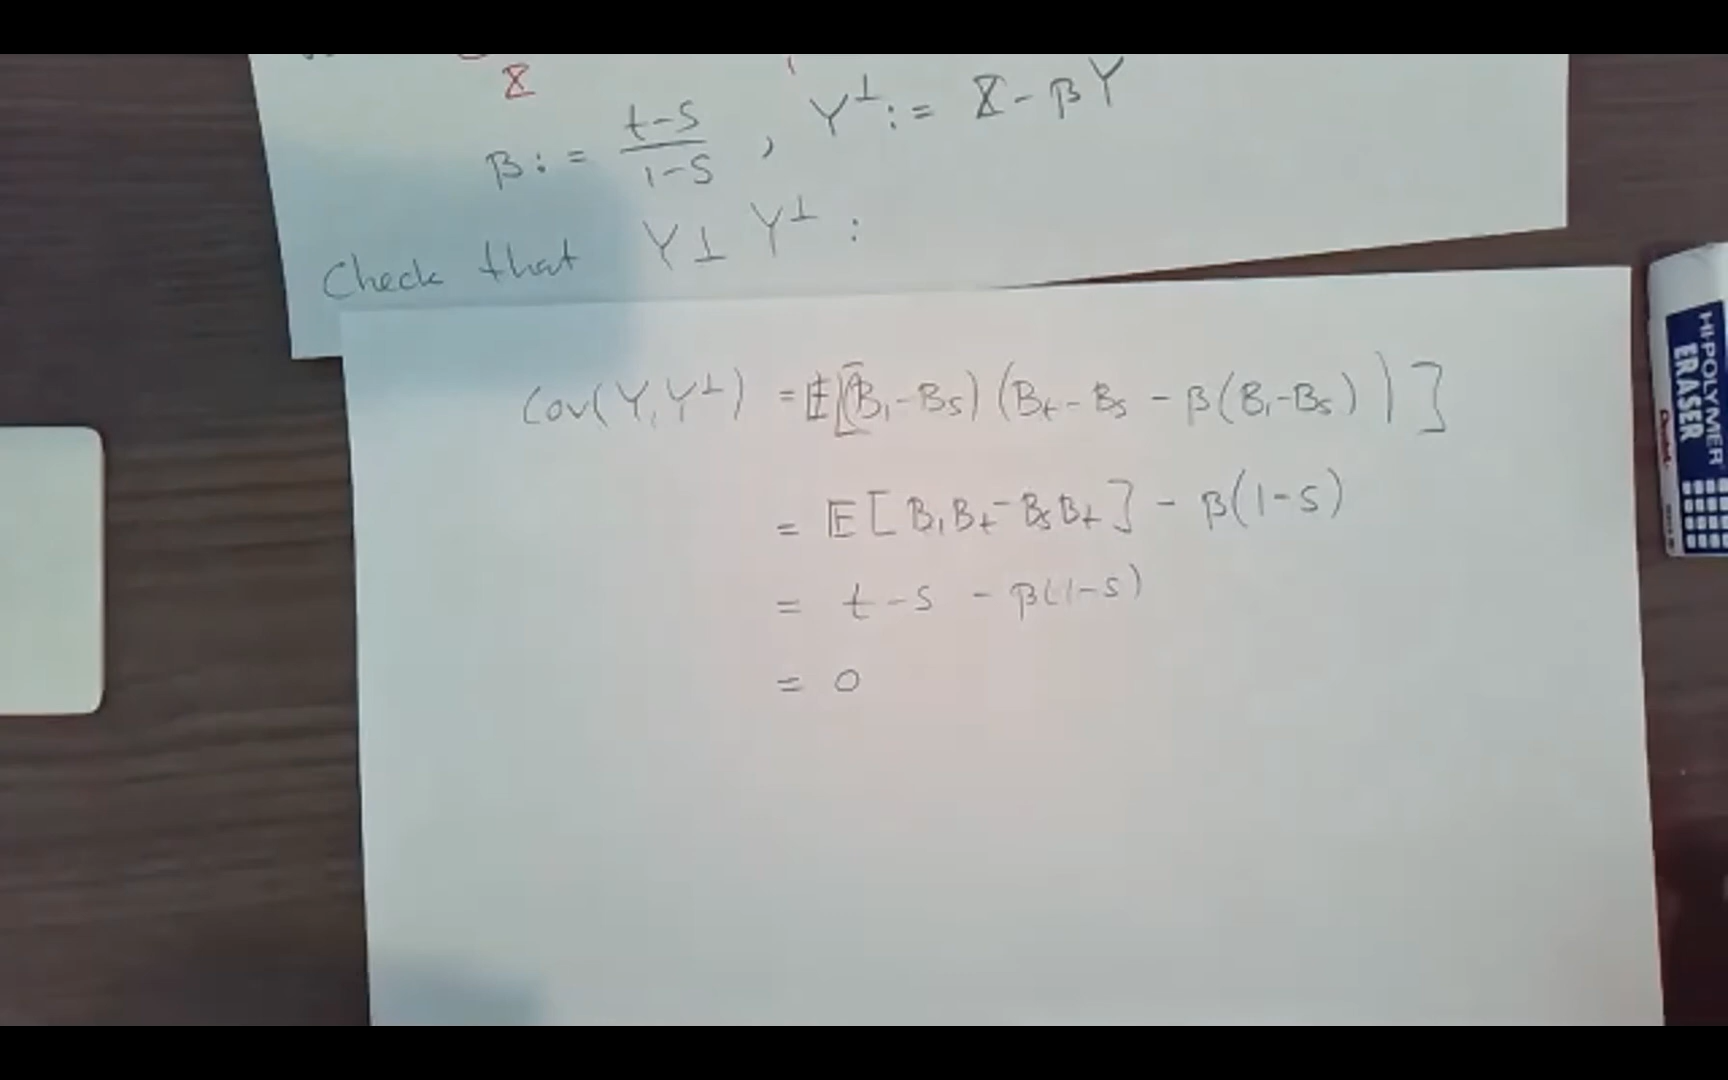 X
β := t-s / 1-s , Y^⊥ := X - βY
Check that Y ⊥ Y^⊥ :
Cov(Y, Y^⊥) = 𝔼[(B₁-Bₛ)(Bₜ-Bₛ - β(B₁-Bₛ))]
= 𝔼[B₁Bₜ - BₛBₜ] - β(1-s)
= t-s - β(1-s)
= 0
HI-POLYMER
ERASER
Pentel